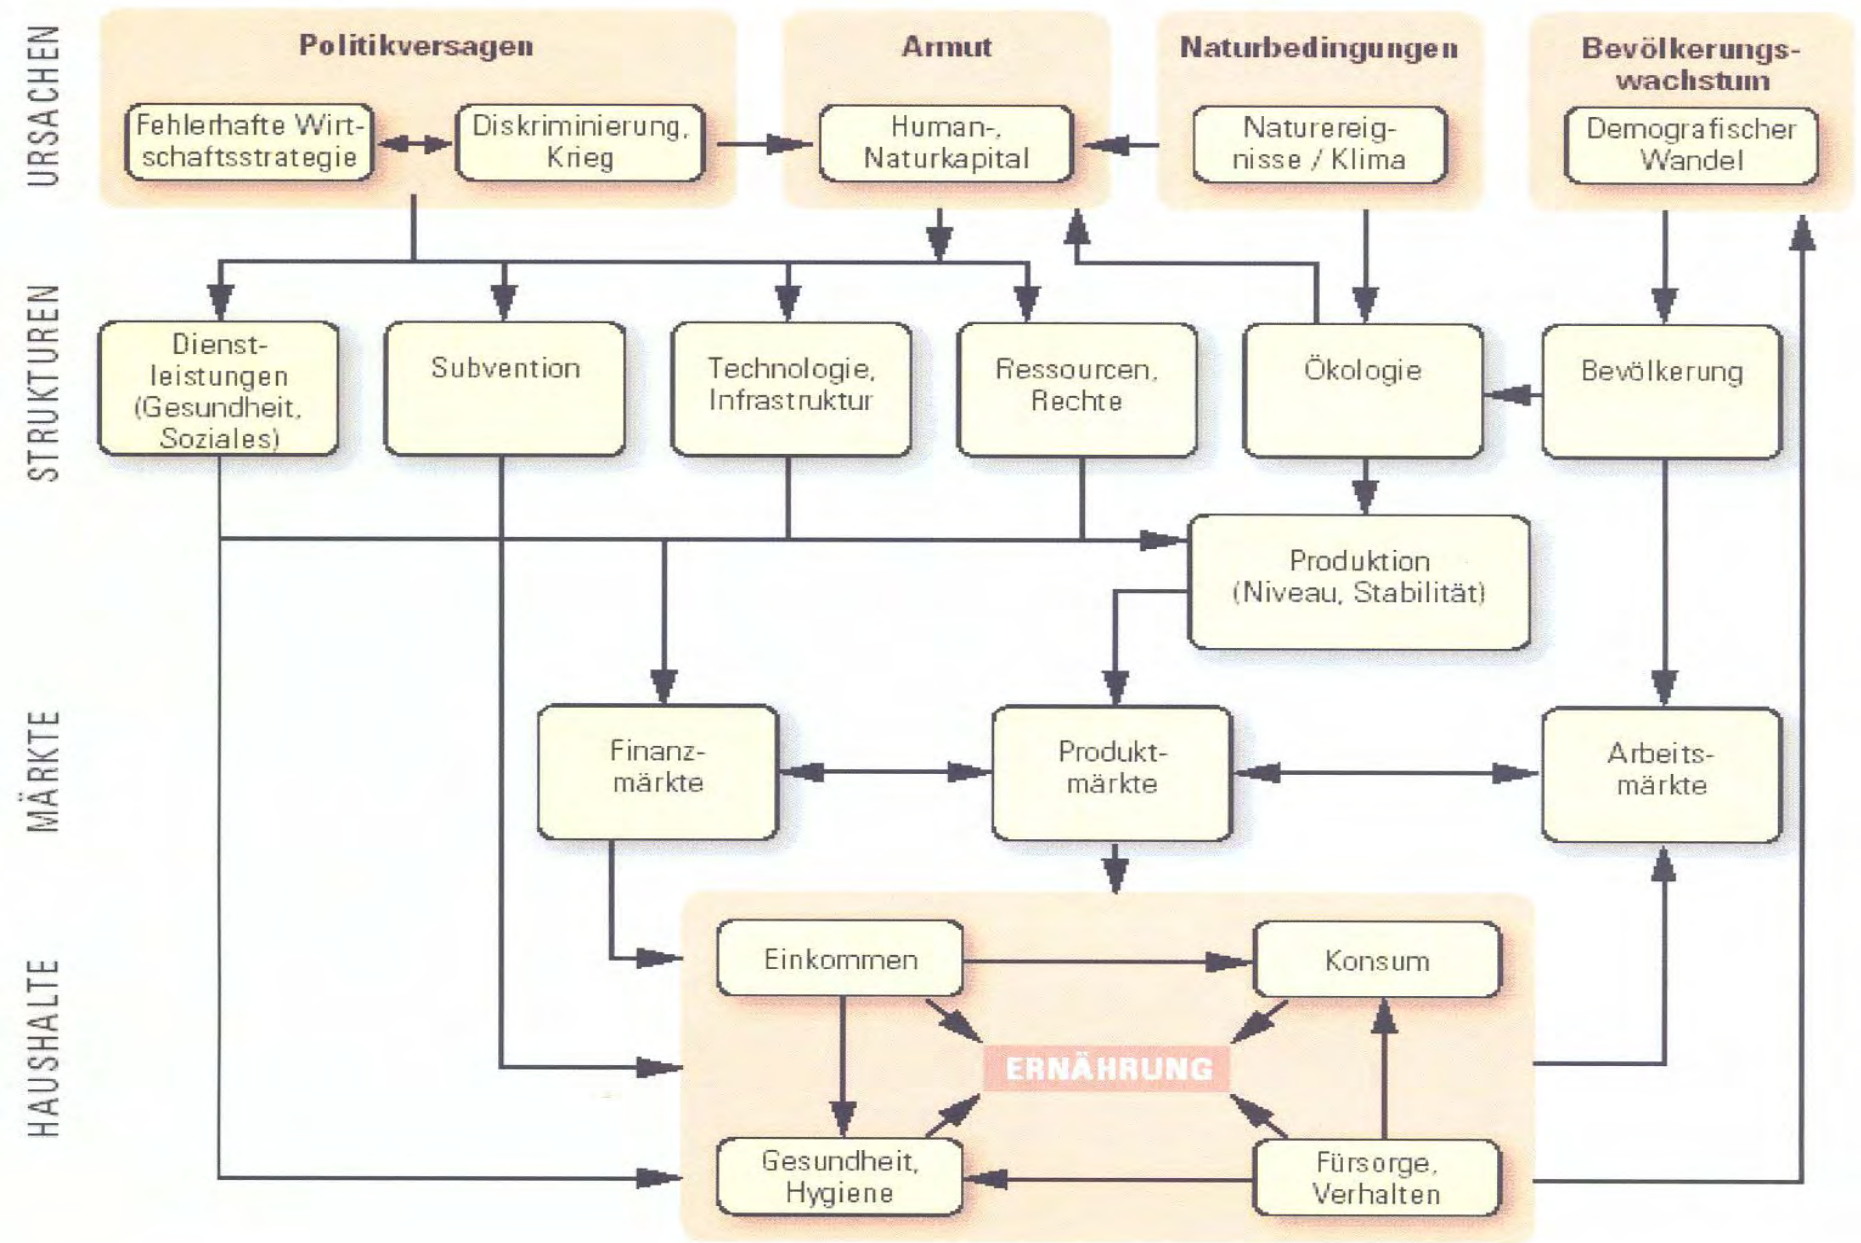 URSACHEN
Politikversagen
Fehlerhafte Wirt-
schaftsstrategie
Diskriminierung,
Krieg
Armut
Human-,
Naturkapital
Naturbedingungen
Naturereig-
nisse / Klima
Bevölkerungs-
wachstum
Demografischer
Wandel
STRUKTUREN
Dienst-
leistungen
(Gesundheit,
Soziales)
Subvention
Technologie,
Infrastruktur
Ressourcen,
Rechte
Ökologie
Bevölkerung
Produktion
(Niveau, Stabilität)
MÄRKTE
Finanz-
märkte
Produkt-
märkte
Arbeits-
märkte
HAUSHALTE
Einkommen
Konsum
ERNÄHRUNG
Gesundheit,
Hygiene
Fürsorge,
Verhalten